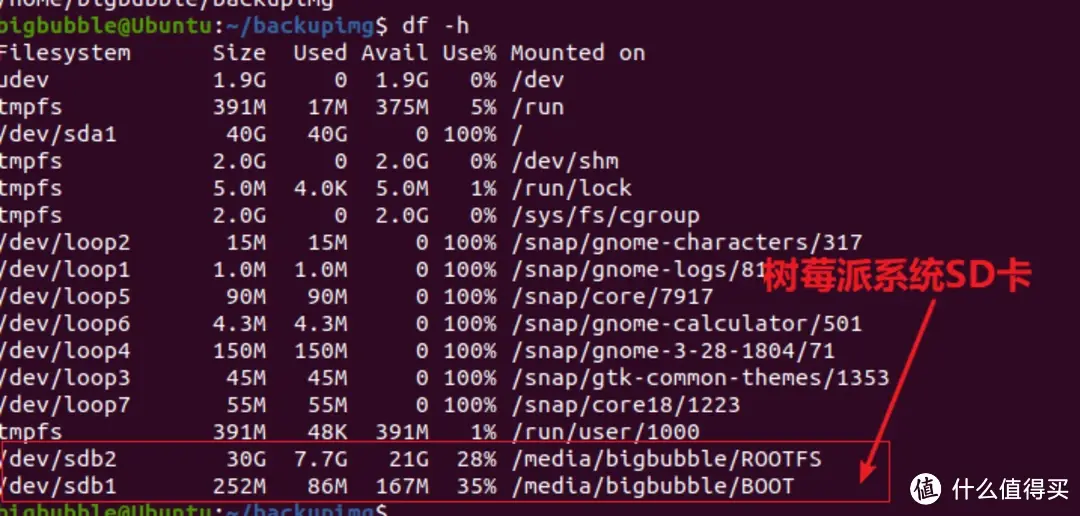 /home/bigbubble/backupimg
bigbubble@Ubuntu:~/backupimg$ df -h
Filesystem Size Used Avail Use% Mounted on
udev 1.9G 0 1.9G 0% /dev
tmpfs 391M 17M 375M 5% /run
/dev/sda1 40G 40G 0 100% /
tmpfs 2.0G 0 2.0G 0% /dev/shm
tmpfs 5.0M 4.0K 5.0M 1% /run/lock
tmpfs 2.0G 0 2.0G 0% /sys/fs/cgroup
/dev/loop2 15M 15M 0 100% /snap/gnome-characters/317
/dev/loop1 1.0M 1.0M 0 100% /snap/gnome-logs/81
树莓派系统SD卡
/dev/loop5 90M 90M 0 100% /snap/core/7917
/dev/loop6 4.3M 4.3M 0 100% /snap/gnome-calculator/501
/dev/loop4 150M 150M 0 100% /snap/gnome-3-28-1804/71
/dev/loop3 45M 45M 0 100% /snap/gtk-common-themes/1353
/dev/loop7 55M 55M 0 100% /snap/core18/1223
tmpfs 391M 48K 391M 1% /run/user/1000
/dev/sdb2 30G 7.7G 21G 28% /media/bigbubble/ROOTFS
/dev/sdb1 252M 86M 167M 35% /media/bigbubble/BOOT
bigbubble@Ubuntu:~/backupimg$
值 什么值得买